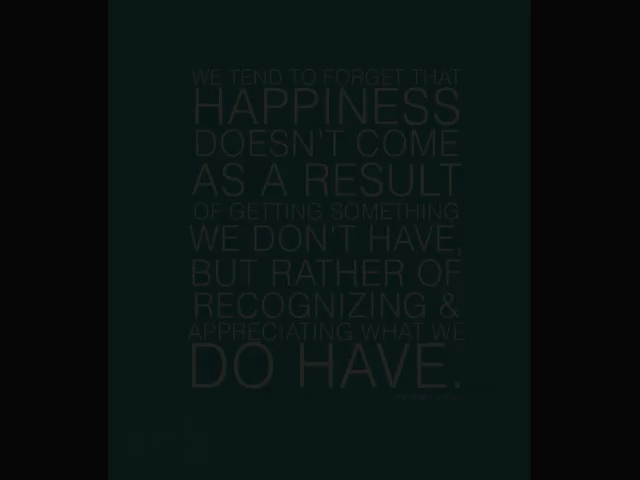 WE TEND TO FORGET THAT
HAPPINESS
DOESN'T COME
AS A RESULT
OF GETTING SOMETHING
WE DON'T HAVE,
BUT RATHER OF
RECOGNIZING &
APPRECIATING WHAT WE
DO HAVE.